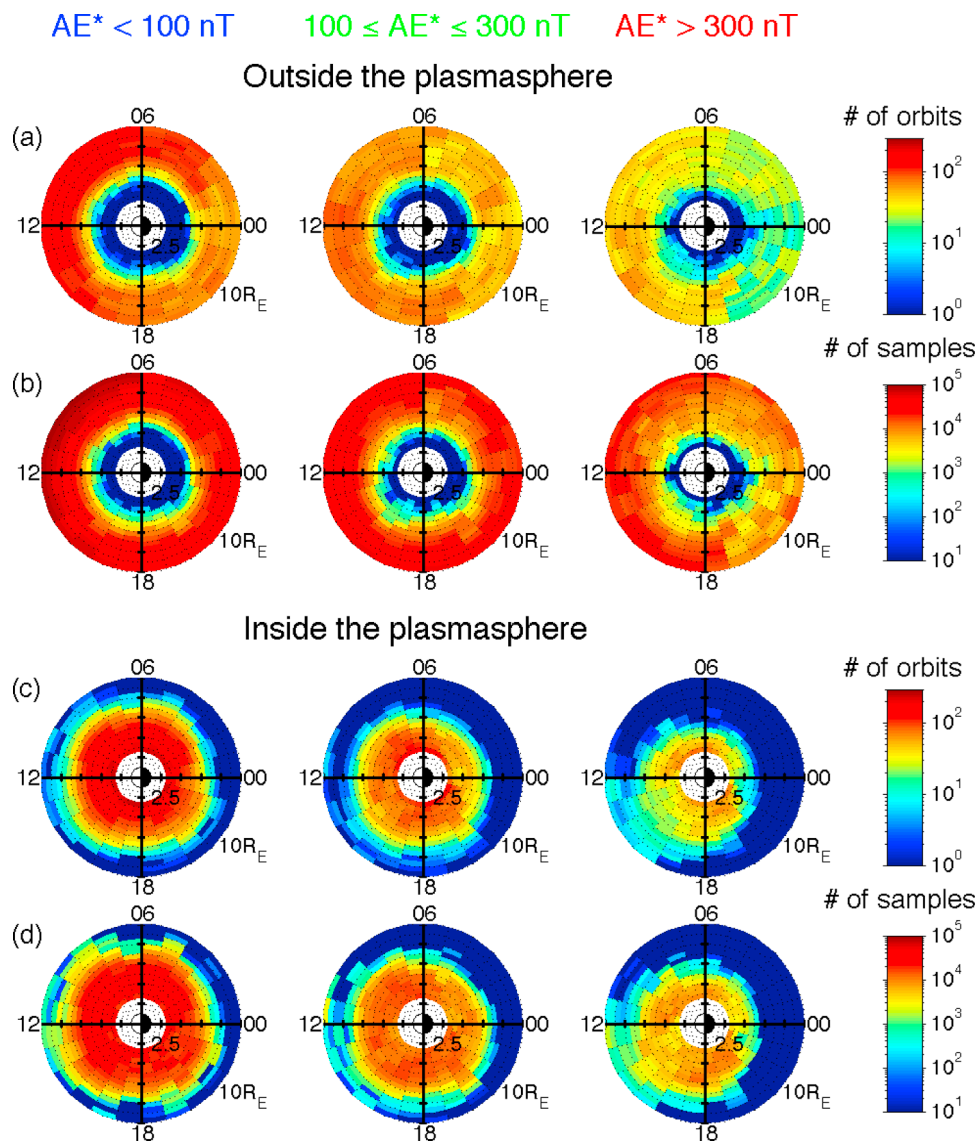 AE* < 100 nT 100 ≤ AE* ≤ 300 nT AE* > 300 nT
Outside the plasmasphere
(a) 06 06 06 # of orbits
12 00 12 00 12 00
2.5 2.5 2.5
10R_E 10R_E 10R_E
18 18 18
10² 10¹ 10⁰
(b) 06 06 06 # of samples
12 00 12 00 12 00
2.5 2.5 2.5
10R_E 10R_E 10R_E
18 18 18
10⁵ 10⁴ 10³ 10² 10¹
Inside the plasmasphere
(c) 06 06 06 # of orbits
12 00 12 00 12 00
2.5 2.5 2.5
10R_E 10R_E 10R_E
18 18 18
10² 10¹ 10⁰
(d) 06 06 06 # of samples
12 00 12 00 12 00
2.5 2.5 2.5
10R_E 10R_E 10R_E
18 18 18
10⁵ 10⁴ 10³ 10² 10¹